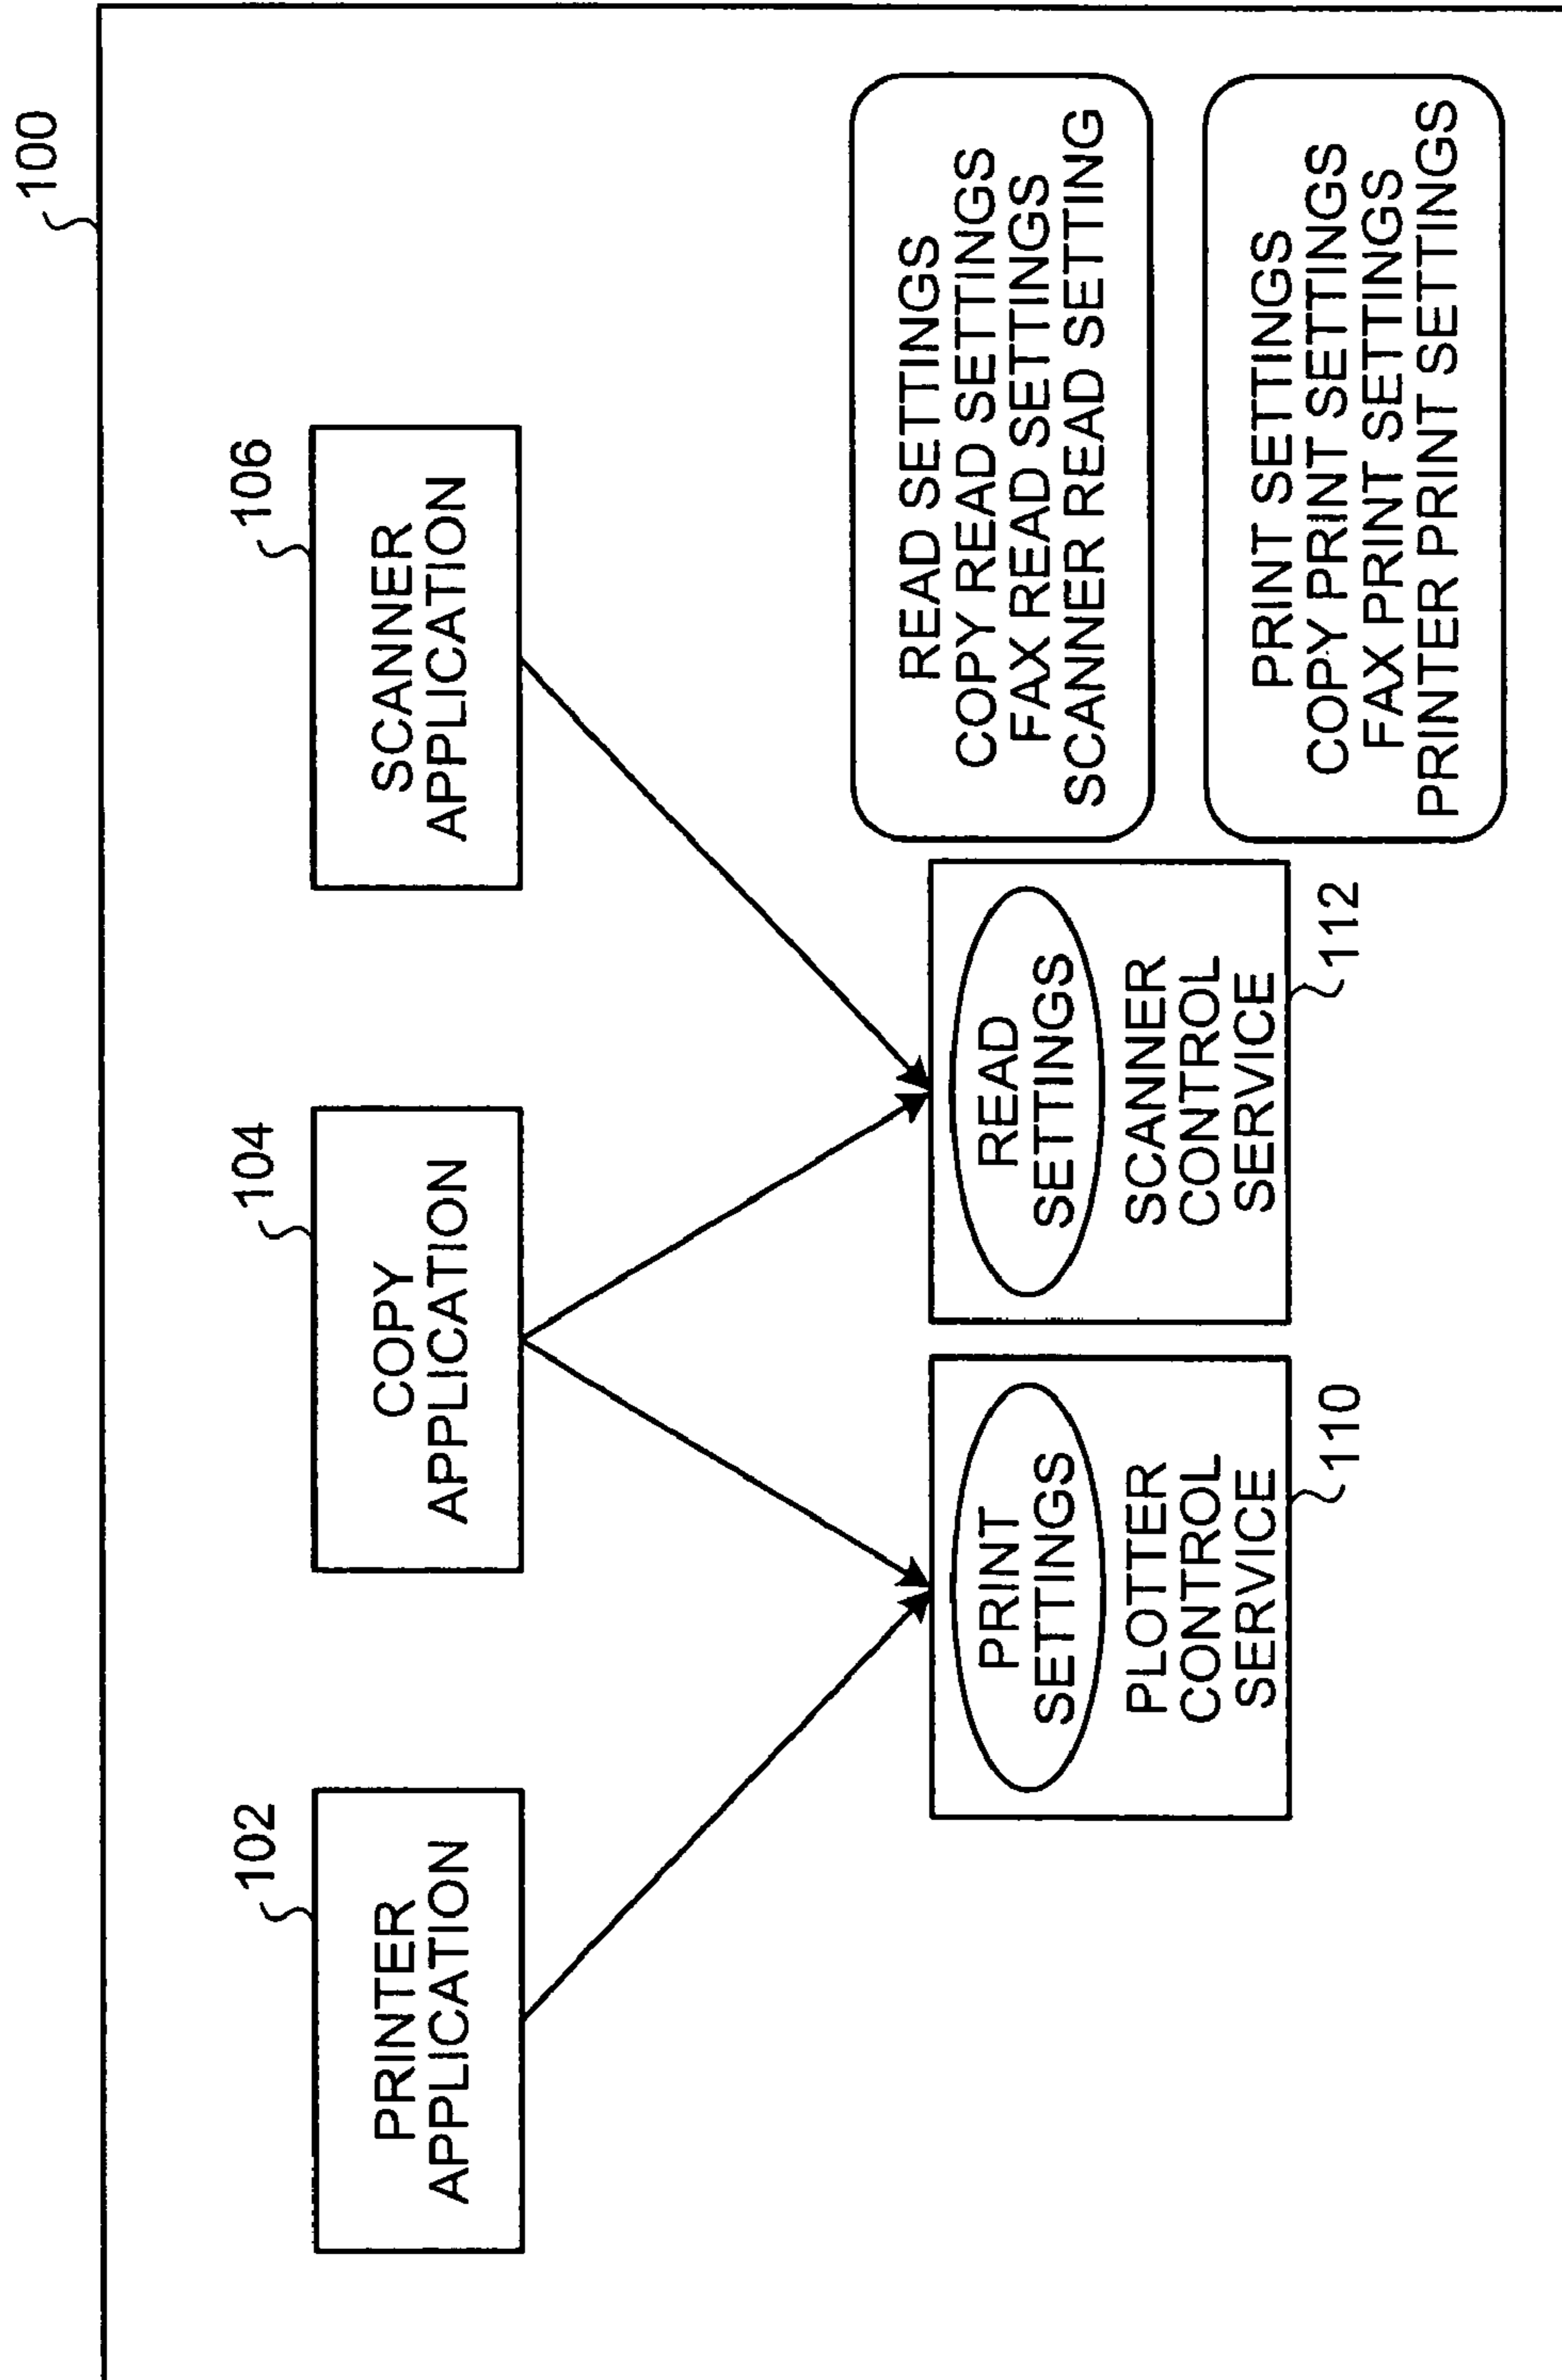 100
102
PRINTER
APPLICATION
104
COPY
APPLICATION
106
SCANNER
APPLICATION
PRINT
SETTINGS
PLOTTER
CONTROL
SERVICE
110
READ
SETTINGS
SCANNER
CONTROL
SERVICE
112
READ SETTINGS
COPY READ SETTINGS
FAX READ SETTINGS
SCANNER READ SETTING
PRINT SETTINGS
COPY PRINT SETTINGS
FAX PRINT SETTINGS
PRINTER PRINT SETTINGS